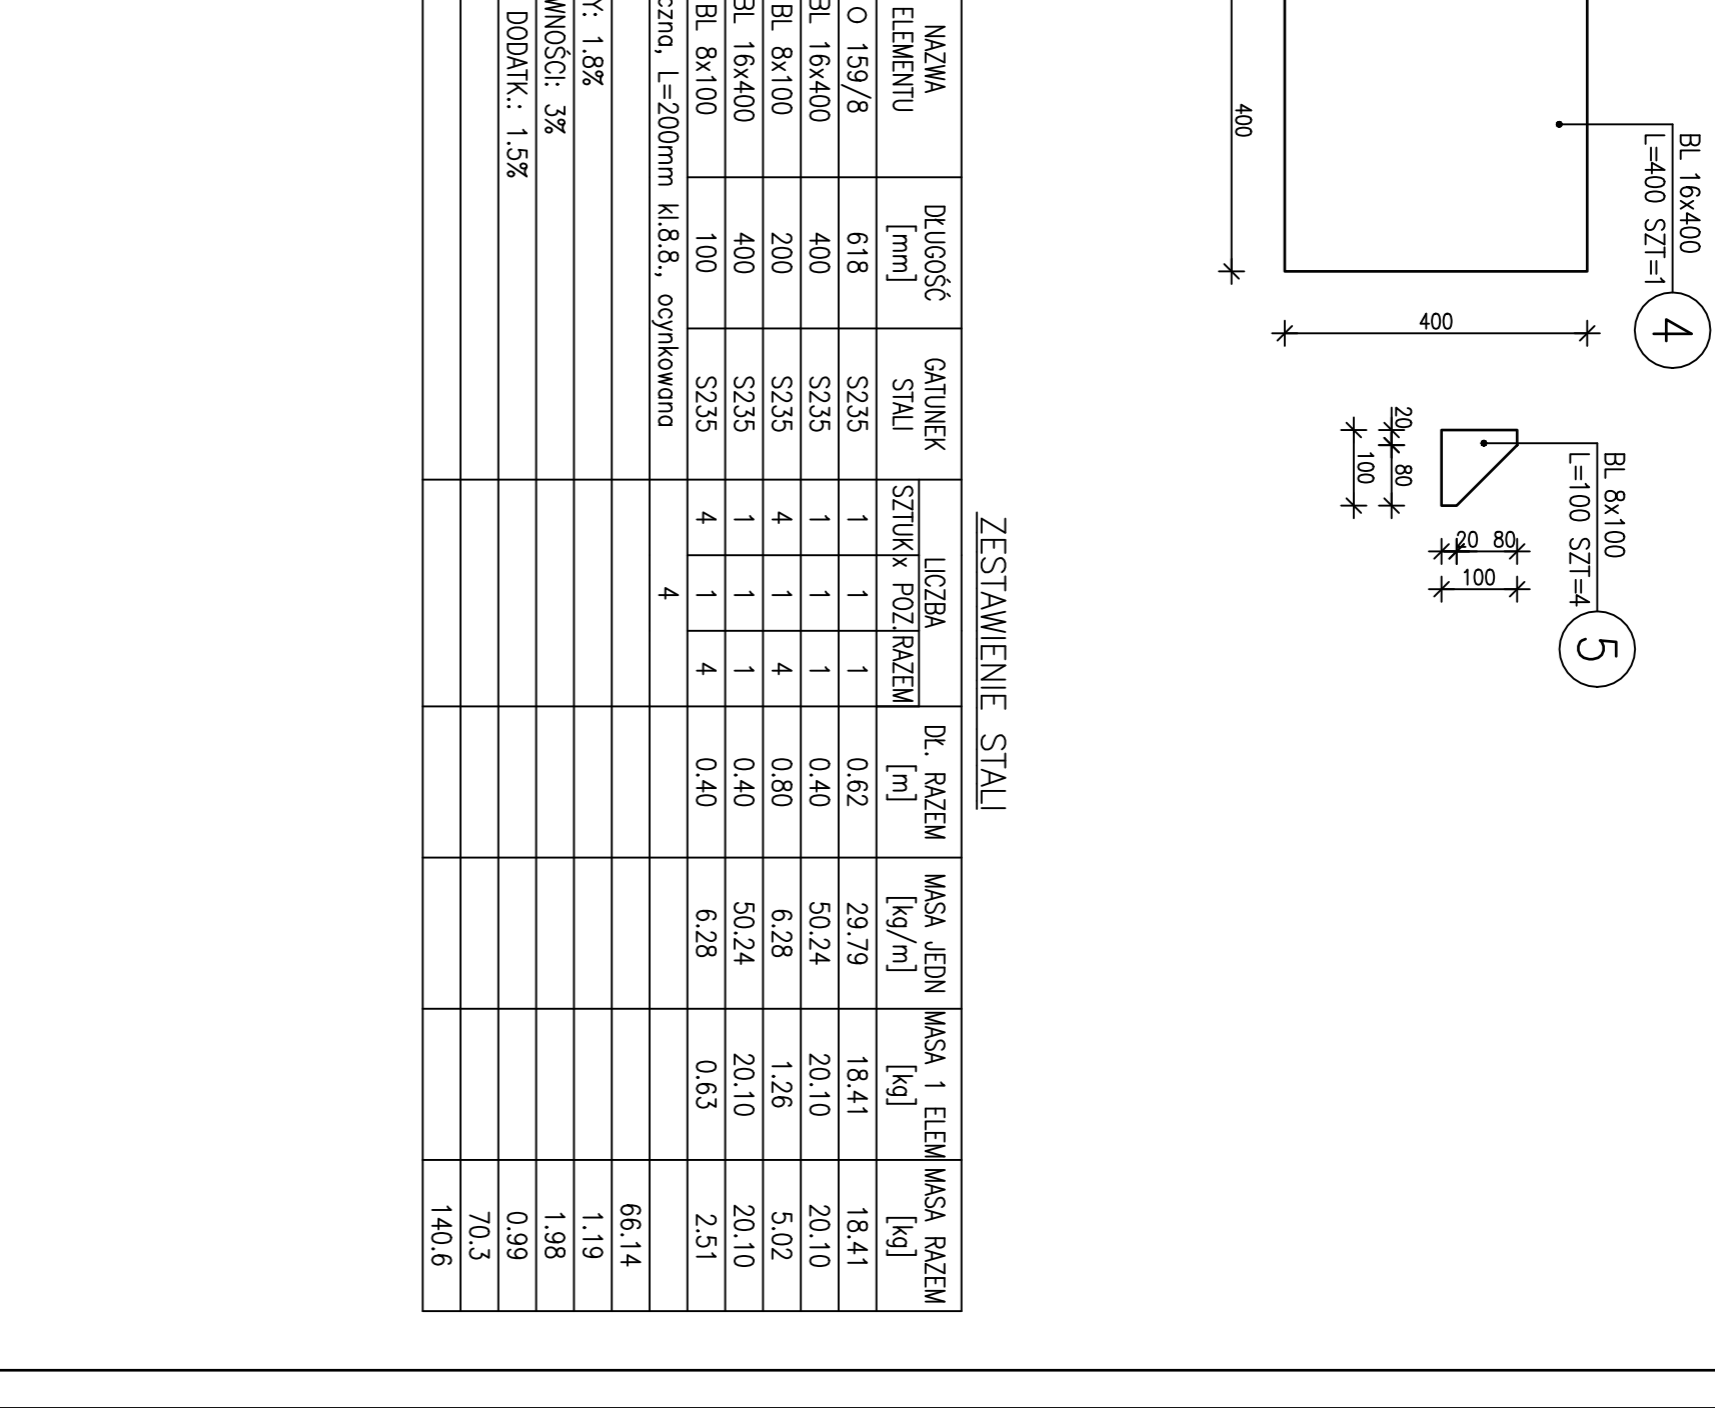 BL 16x400
L=400 SZT=1
4
400
400
BL 8x100
L=100 SZT=4
5
20 80
100
20 80
100
ZESTAWIENIE STALI
NAZWA ELEMENTU DŁUGOŚĆ [mm] GATUNEK STALI LICZBA SZTUK x POZ. RAZEM DŁ. RAZEM [m] MASA JEDN [kg/m] MASA 1 ELEM [kg] MASA RAZEM [kg]
O 159/8 618 S235 1 1 1 0.62 29.79 18.41 18.41
BL 16x400 400 S235 1 1 1 0.40 50.24 20.10 20.10
BL 8x100 200 S235 4 1 4 0.80 6.28 1.26 5.02
BL 16x400 400 S235 1 1 1 0.40 50.24 20.10 20.10
BL 8x100 100 S235 4 1 4 0.40 6.28 0.63 2.51
czna, L=200mm kl.8.8., ocynkowana 4
66.14
Y: 1.8% 1.19
WNOŚCI: 3% 1.98
DODATK.: 1.5% 0.99
70.3
140.6